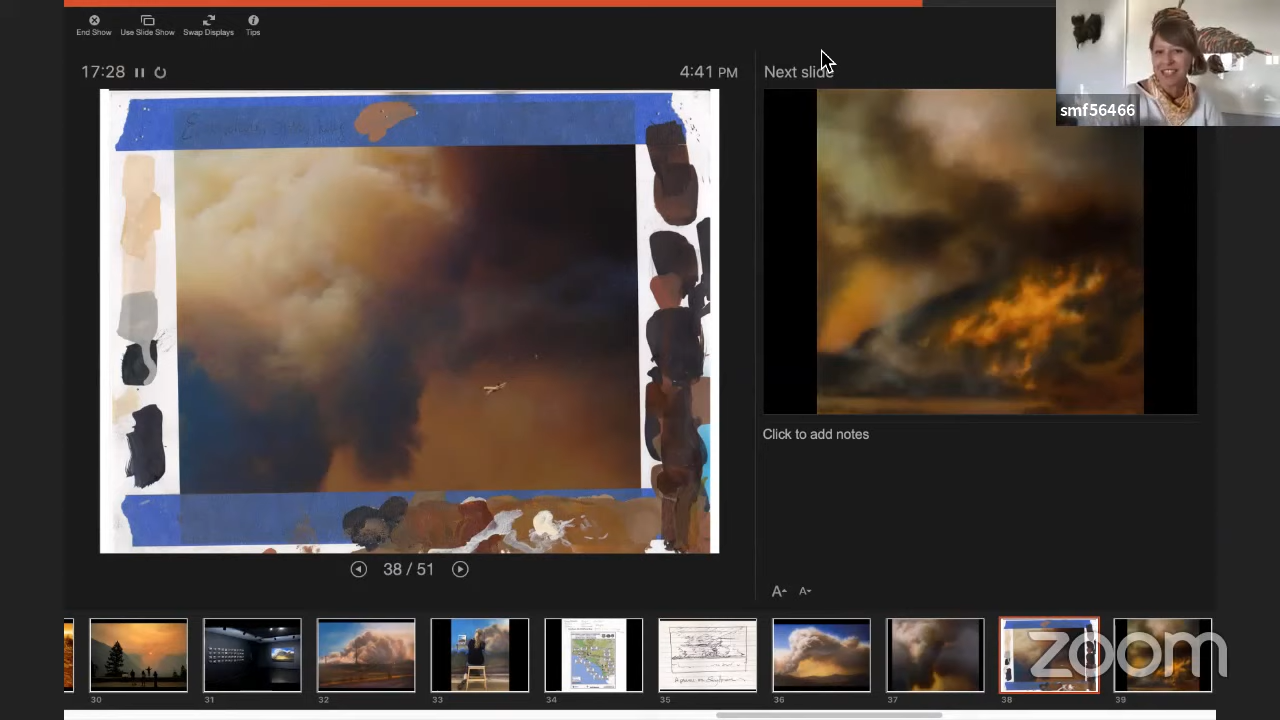 End Show
Use Slide Show
Swap Displays
Tips
17:28
4:41 PM
Next slide
smf56466
Click to add notes
38 / 51
A
A
30
31
32
33
34
35
36
37
38
39
zoom